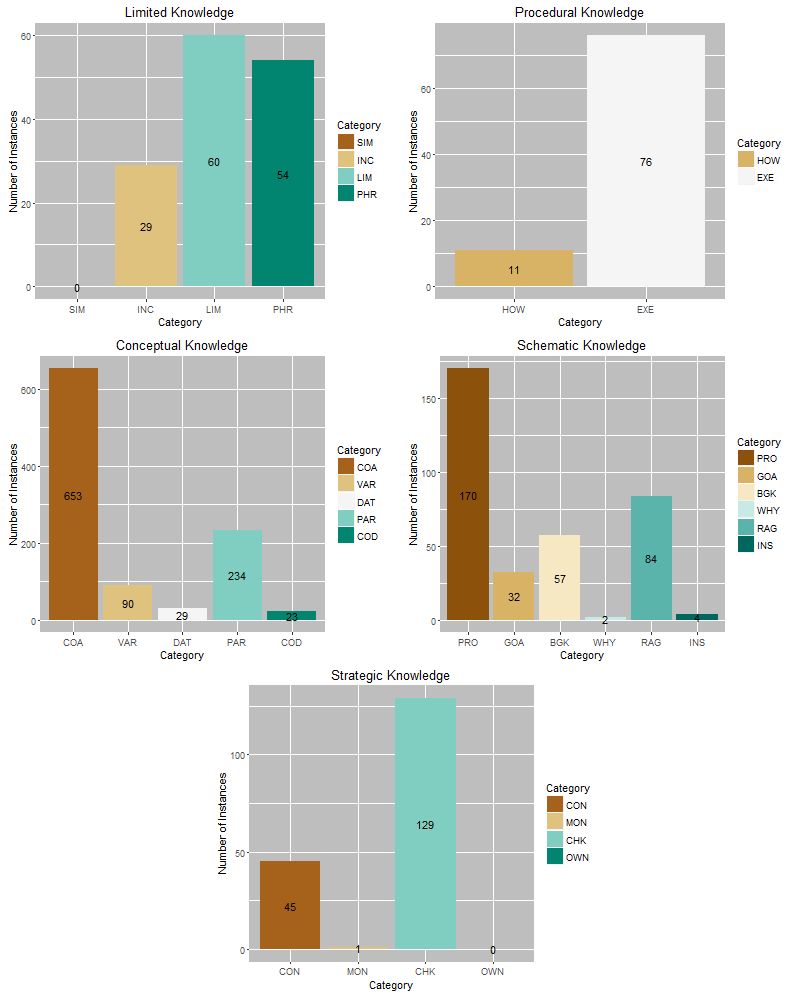 Limited Knowledge
Number of Instances
60
40
20
0
0
29
60
54
SIM
INC
LIM
PHR
Category
Category
SIM
INC
LIM
PHR
Procedural Knowledge
Number of Instances
60
40
20
0
11
76
HOW
EXE
Category
Category
HOW
EXE
Conceptual Knowledge
Number of Instances
600
400
200
0
653
90
29
234
23
COA
VAR
DAT
PAR
COD
Category
Category
COA
VAR
DAT
PAR
COD
Schematic Knowledge
Number of Instances
150
100
50
0
170
32
57
2
84
4
PRO
GOA
BGK
WHY
RAG
INS
Category
Category
PRO
GOA
BGK
WHY
RAG
INS
Strategic Knowledge
Number of Instances
100
50
0
45
1
129
0
CON
MON
CHK
OWN
Category
Category
CON
MON
CHK
OWN